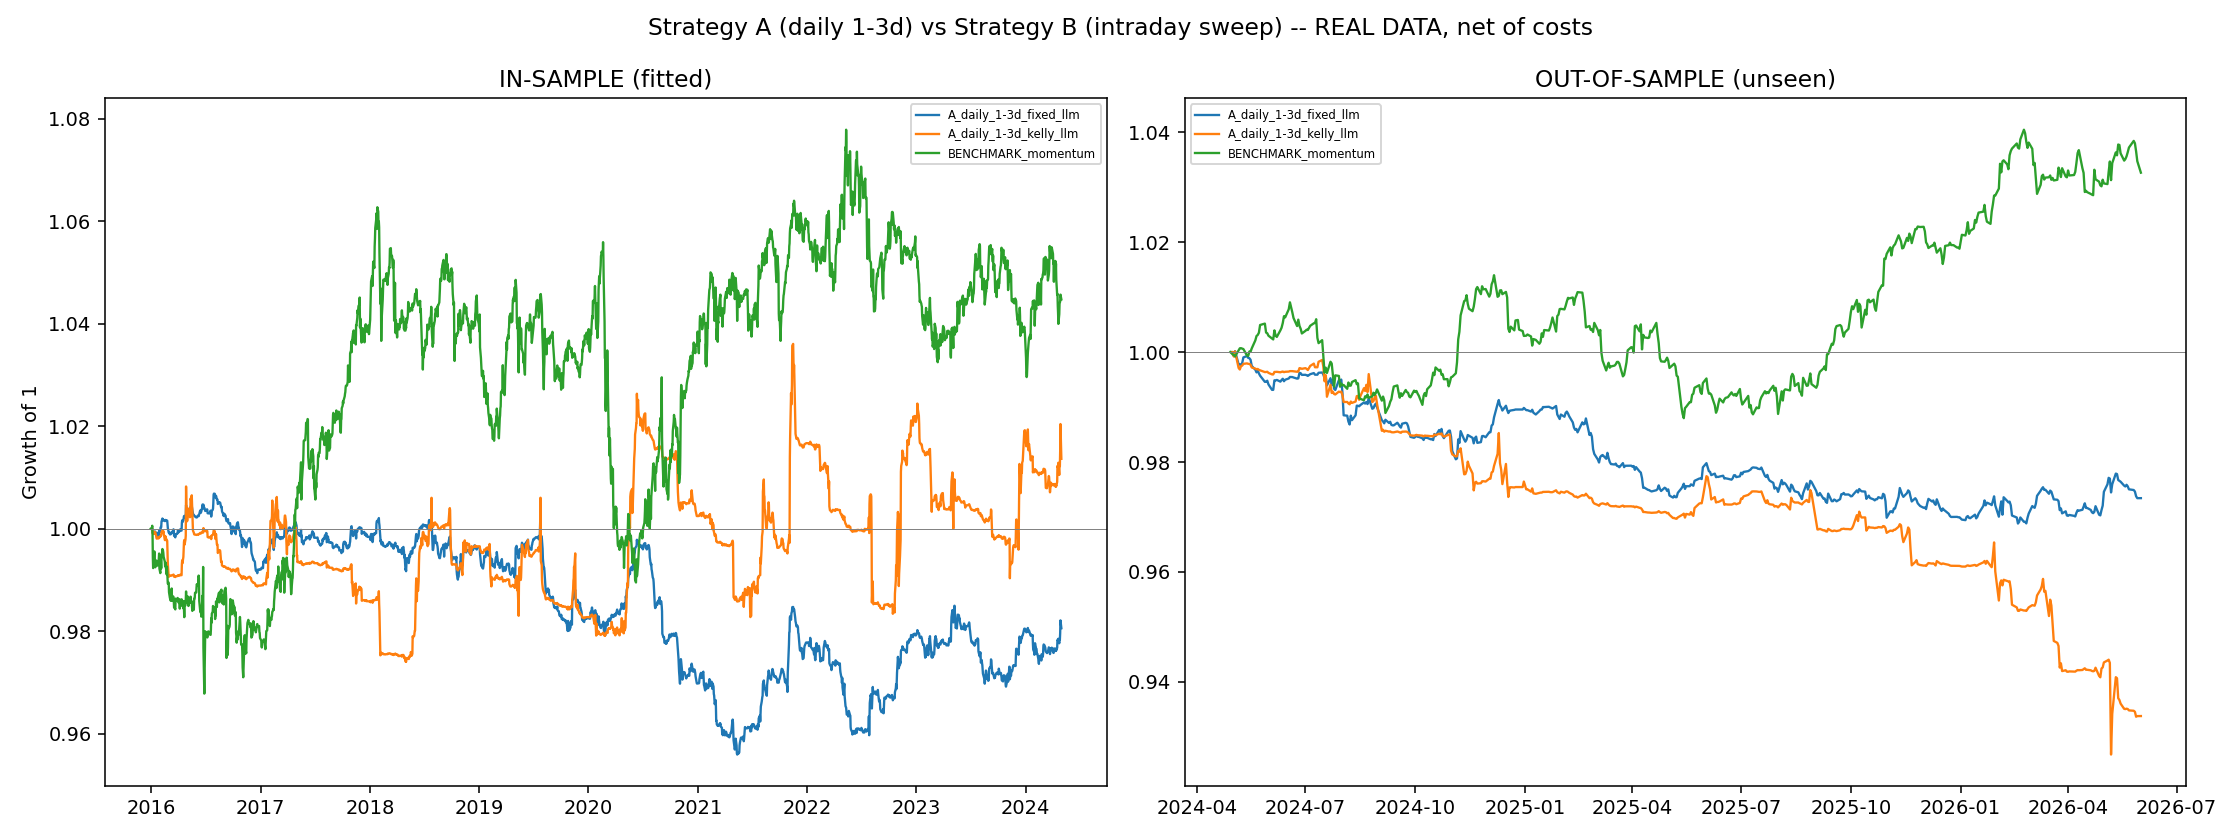 Strategy A (daily 1-3d) vs Strategy B (intraday sweep) -- REAL DATA, net of costs
IN-SAMPLE (fitted)
A_daily_1-3d_fixed_llm
A_daily_1-3d_kelly_llm
BENCHMARK_momentum
Growth of 1
1.08
1.06
1.04
1.02
1.00
0.98
0.96
2016 2017 2018 2019 2020 2021 2022 2023 2024
OUT-OF-SAMPLE (unseen)
A_daily_1-3d_fixed_llm
A_daily_1-3d_kelly_llm
BENCHMARK_momentum
1.04
1.02
1.00
0.98
0.96
0.94
2024-04 2024-07 2024-10 2025-01 2025-04 2025-07 2025-10 2026-01 2026-04 2026-07